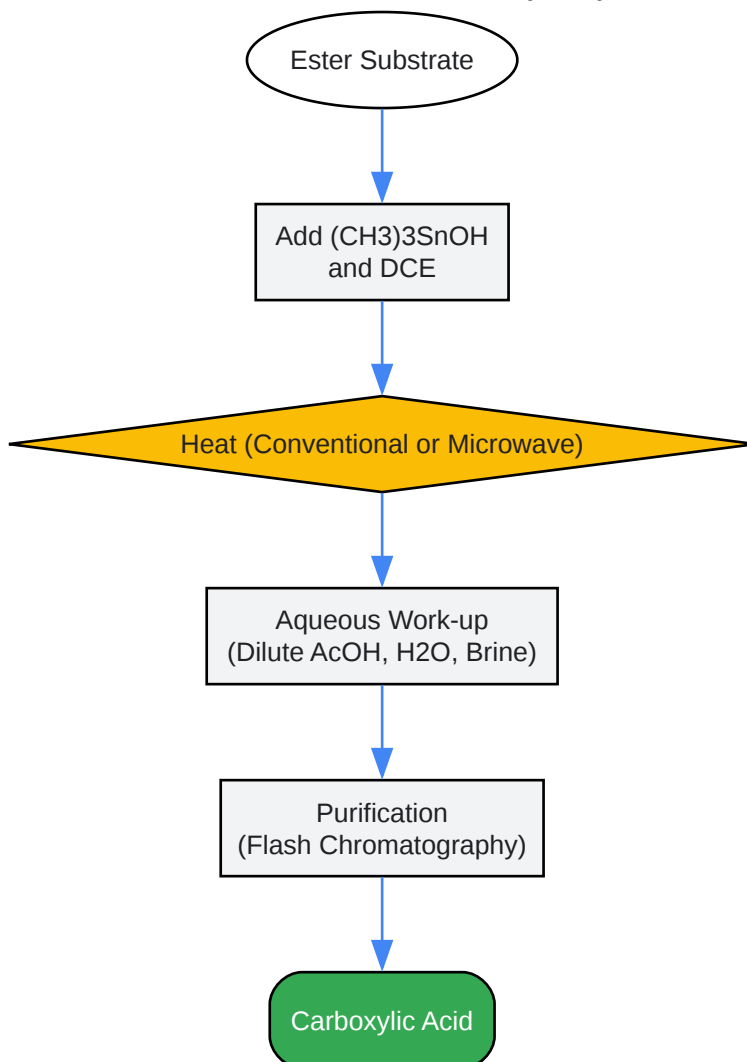 Ester Substrate
Add (CH3)3SnOH
and DCE
Heat (Conventional or Microwave)
Aqueous Work-up
(Dilute AcOH, H2O, Brine)
Purification
(Flash Chromatography)
Carboxylic Acid